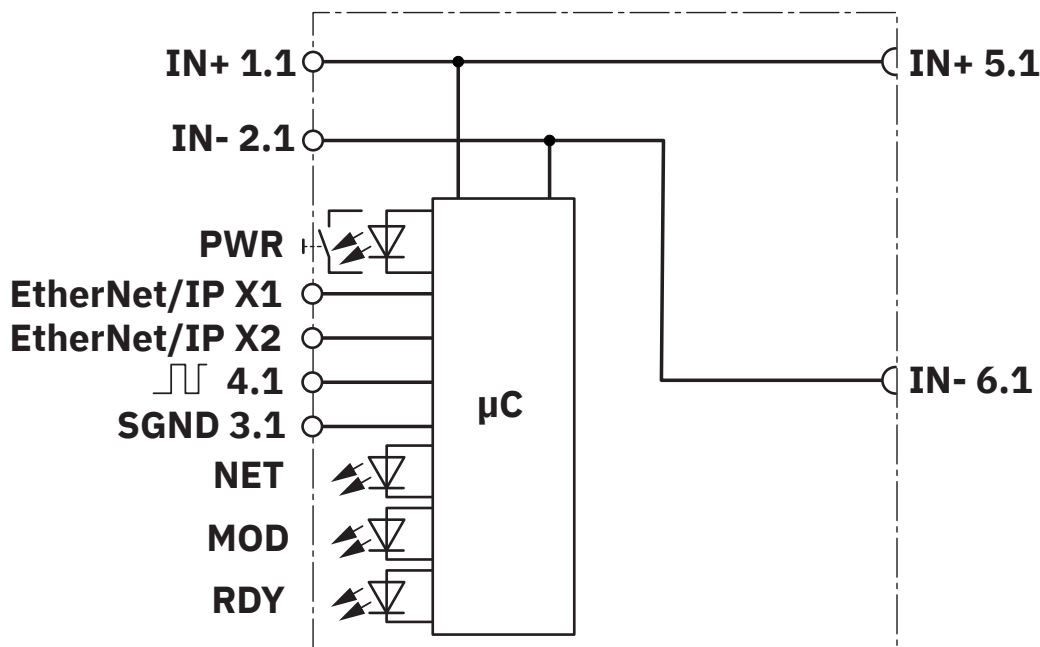 IN+ 1.1
IN+ 5.1
IN- 2.1
PWR
EtherNet/IP X1
EtherNet/IP X2
4.1
IN- 6.1
µC
SGND 3.1
NET
MOD
RDY